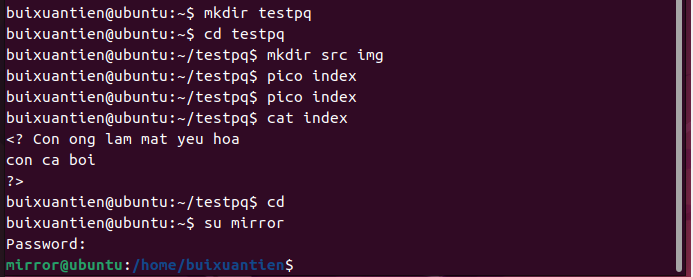 buixuantien@ubuntu:~$ mkdir testpq
buixuantien@ubuntu:~$ cd testpq
buixuantien@ubuntu:~/testpq$ mkdir src img
buixuantien@ubuntu:~/testpq$ pico index
buixuantien@ubuntu:~/testpq$ pico index
buixuantien@ubuntu:~/testpq$ cat index
<? Con ong lam mat yeu hoa
con ca boi
?>
buixuantien@ubuntu:~/testpq$ cd
buixuantien@ubuntu:~$ su mirror
Password:
mirror@ubuntu:/home/buixuantien$